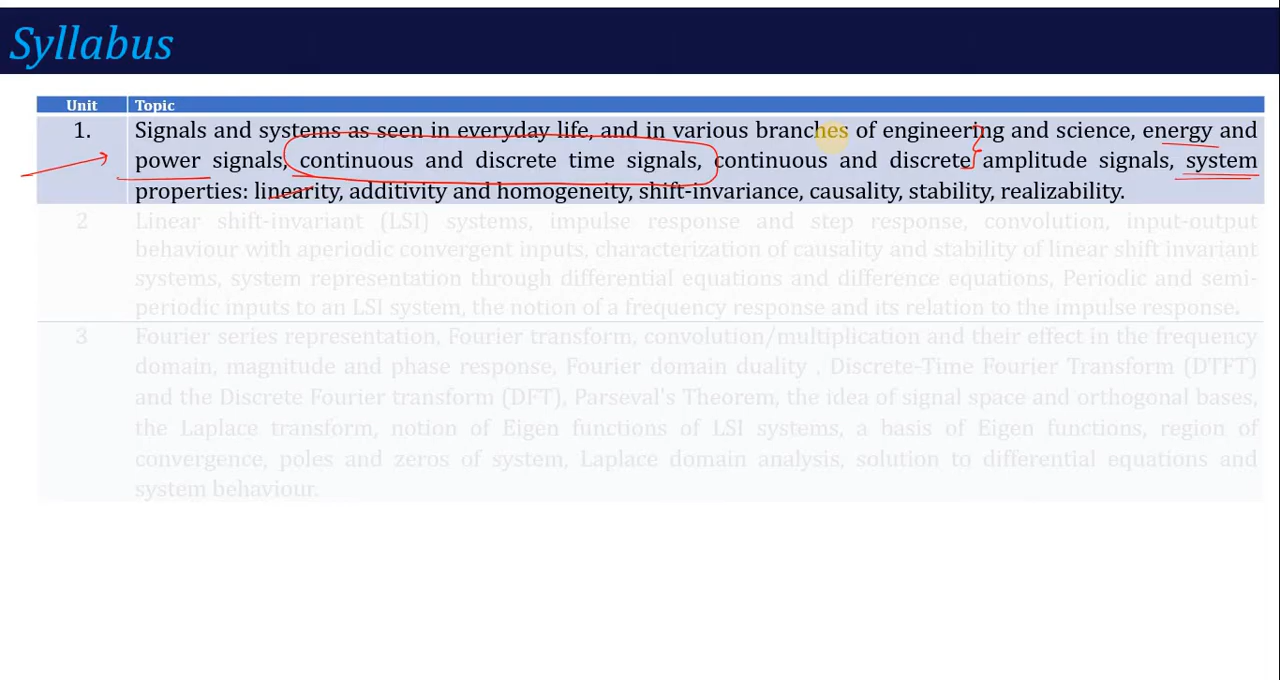 Syllabus
Unit Topic
1. Signals and systems as seen in everyday life, and in various branches of engineering and science, energy and
power signals, continuous and discrete time signals, continuous and discrete amplitude signals, system
properties: linearity, additivity and homogeneity, shift-invariance, causality, stability, realizability.
2 Linear shift-invariant (LSI) systems, impulse response and step response, convolution, input-output
behaviour with aperiodic convergent inputs, characterization of causality and stability of linear shift invariant
systems, system representation through differential equations and difference equations, Periodic and semi-
periodic inputs to an LSI system, the notion of a frequency response and its relation to the impulse response.
3 Fourier series representation, Fourier transform, convolution/multiplication and their effect in the frequency
domain, magnitude and phase response, Fourier domain duality , Discrete-Time Fourier Transform (DTFT)
and the Discrete Fourier transform (DFT), Parseval's Theorem, the idea of signal space and orthogonal bases,
the Laplace transform, notion of Eigen functions of LSI systems, a basis of Eigen functions, region of
convergence, poles and zeros of system, Laplace domain analysis, solution to differential equations and
system behaviour.